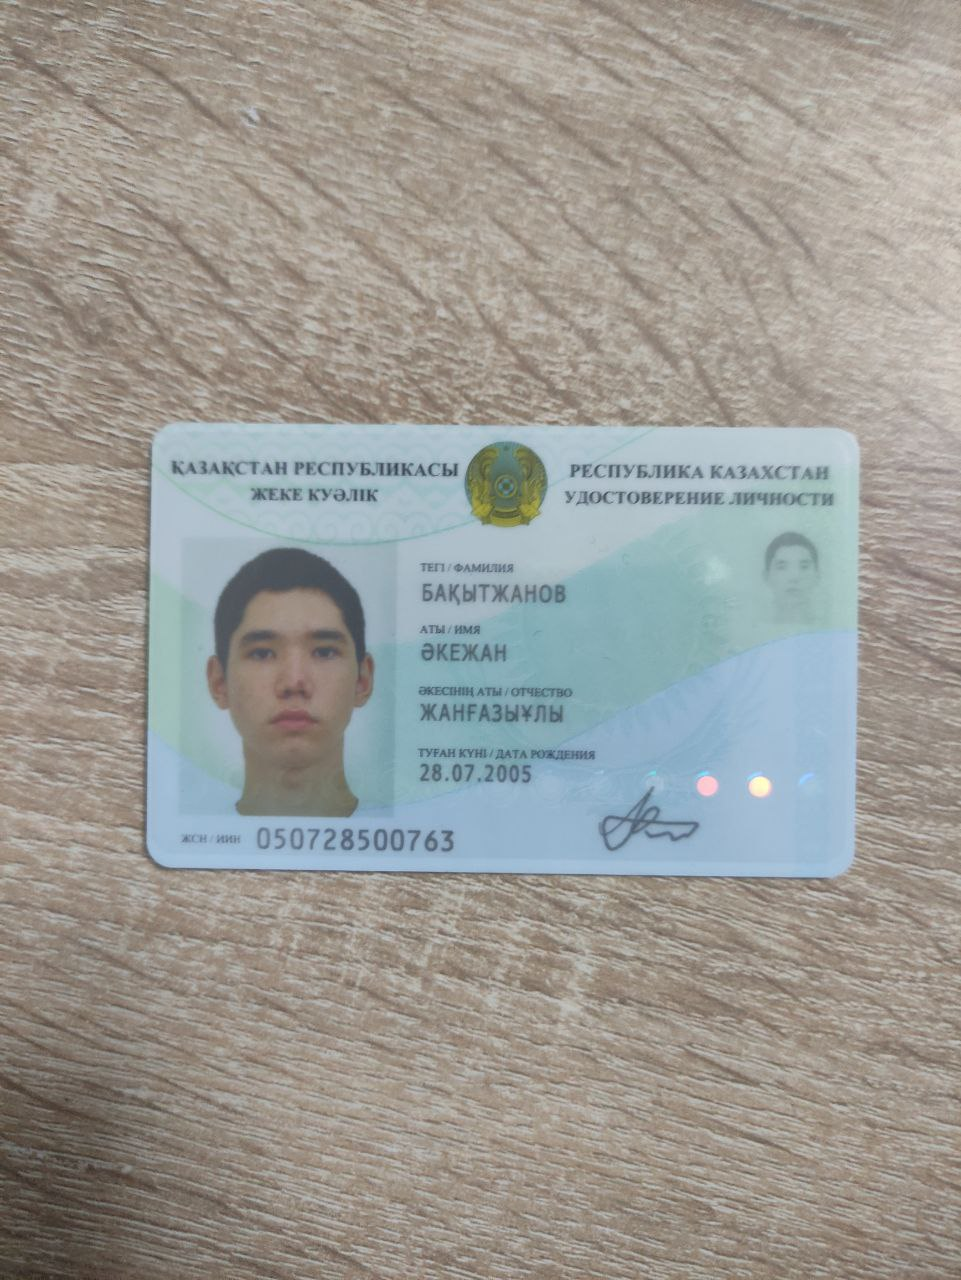 ҚАЗАҚСТАН РЕСПУБЛИКАСЫ
ЖЕКЕ КУӘЛІК
РЕСПУБЛИКА КАЗАХСТАН
УДОСТОВЕРЕНИЕ ЛИЧНОСТИ
ТЕГІ / ФАМИЛИЯ
БАҚЫТЖАНОВ
АТЫ / ИМЯ
ӘКЕЖАН
ӘКЕСІНІҢ АТЫ / ОТЧЕСТВО
ЖАНҒАЗЫҰЛЫ
ТУҒАН КҮНІ / ДАТА РОЖДЕНИЯ
28.07.2005
ЖСН / ИИН 050728500763